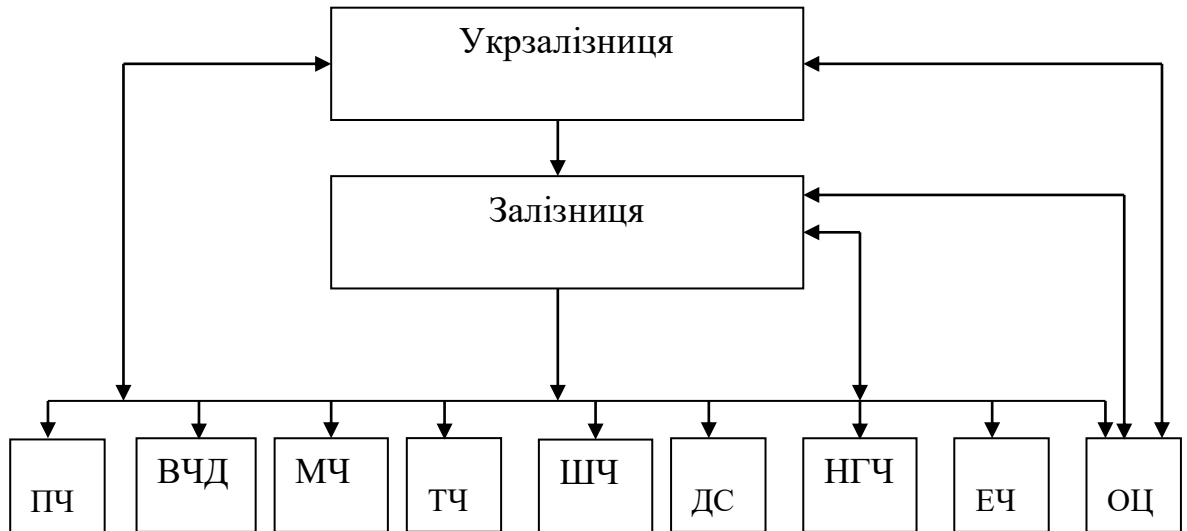 Укрзалізниця
Залізниця
ПЧ
ВЧД
МЧ
ТЧ
ШЧ
ДС
НГЧ
ЕЧ
ОЦ